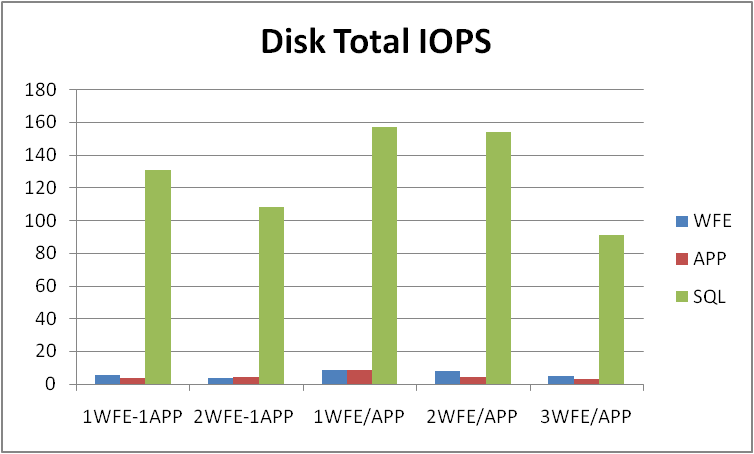 Disk Total IOPS
180
160
140
120
100
80
60
40
20
0
1WFE-1APP 2WFE-1APP 1WFE/APP 2WFE/APP 3WFE/APP
WFE
APP
SQL